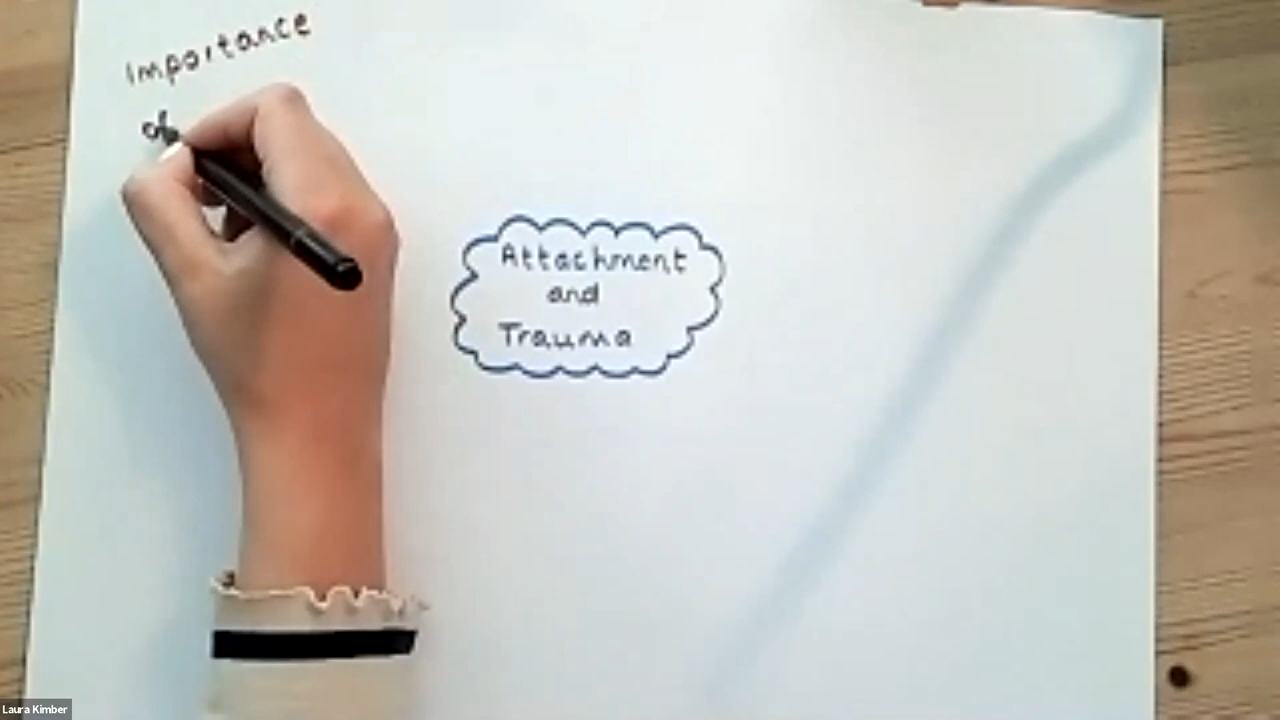 Importance
of
Attachment
and
Trauma
Laura Kimber